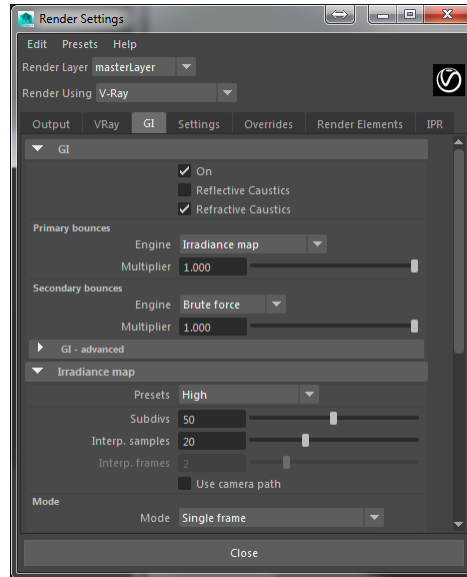 Render Settings
Edit Presets Help
Render Layer masterLayer
Render Using V-Ray
Output VRay GI Settings Overrides Render Elements IPR
GI
On
Reflective Caustics
Refractive Caustics
Primary bounces
Engine Irradiance map
Multiplier 1.000
Secondary bounces
Engine Brute force
Multiplier 1.000
GI - advanced
Irradiance map
Presets High
Subdivs 50
Interp. samples 20
Interp. frames 2
Use camera path
Mode
Mode Single frame
Close